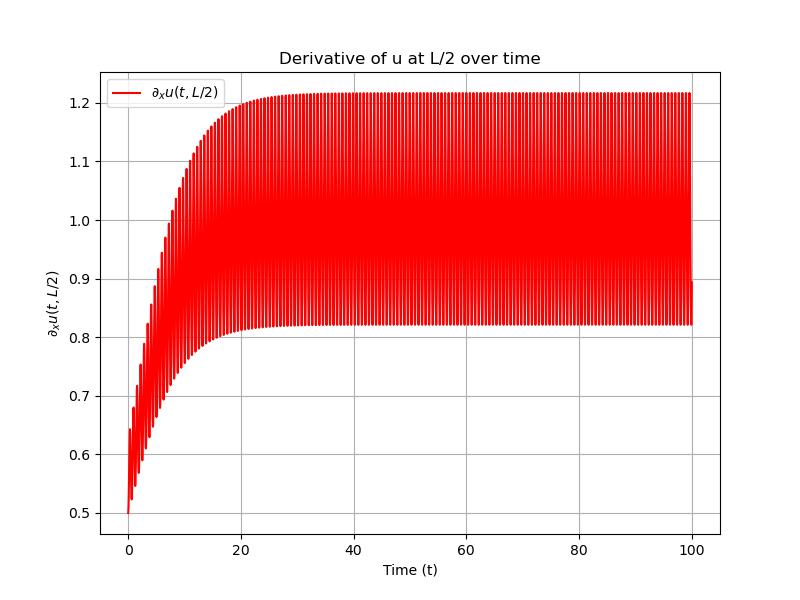 Derivative of u at L/2 over time
∂ₓu(t, L/2)
∂ₓu(t, L/2)
1.2
1.1
1.0
0.9
0.8
0.7
0.6
0.5
0 20 40 60 80 100
Time (t)